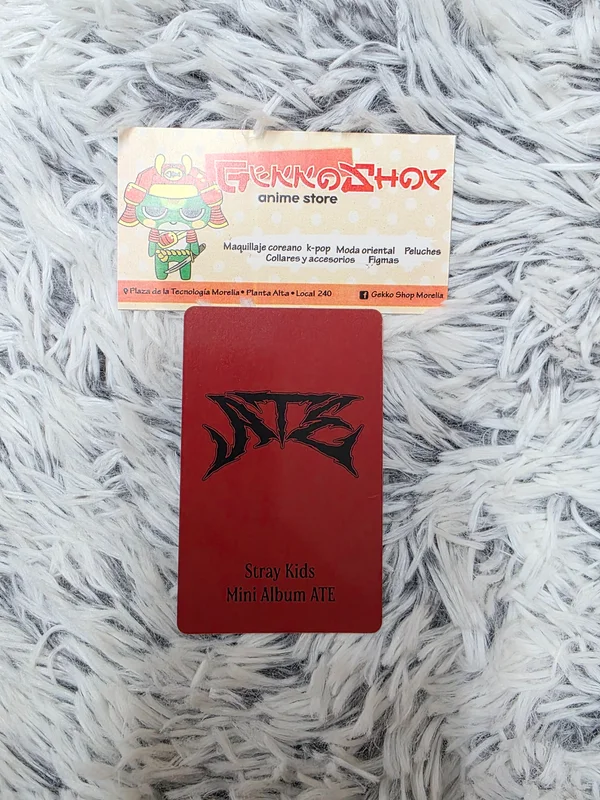 GekkoShop
anime store
Maquillaje coreano k-pop Moda oriental Peluches
Collares y accesorios Figmas
Plaza de la Tecnología Morelia • Planta Alta • Local 240
Gekko Shop Morelia
ATE
Stray Kids
Mini Album ATE